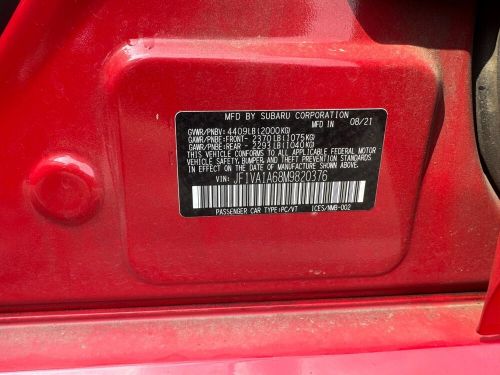 MFD BY SUBARU CORPORATION
MFD IN 08/21
GVWR/PNBV: 4409LB(2000KG)
GAWR/PNBE:FRONT- 2370LB(1075KG)
GAWR/PNBE:REAR - 2293LB(1040KG)
THIS VEHICLE CONFORMS TO ALL APPLICABLE FEDERAL MOTOR
VEHICLE SAFETY, BUMPER, AND THEFT PREVENTION STANDARDS
IN EFFECT ON THE DATE OF MANUFACTURE SHOWN ABOVE.
VIN: JF1VA1A68M9820376
PASSENGER CAR TYPE:PC/VT ICES/NMB-002